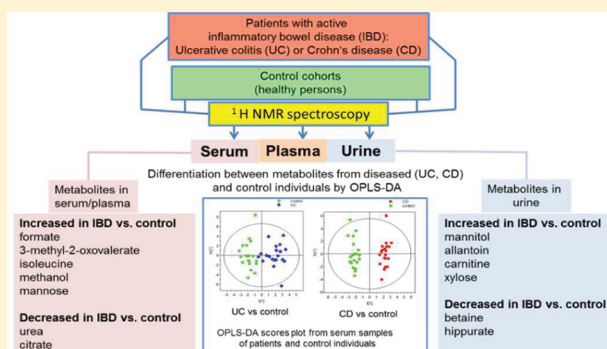 Patients with active
inflammatory bowel disease (IBD):
Ulcerative colitis (UC) or Crohn's disease (CD)
Control cohorts
(healthy persons)
¹H NMR spectroscopy
Serum Plasma Urine
Differentiation between metabolites from diseased (UC, CD)
and control individuals by OPLS-DA
Metabolites in
serum/plasma
Increased in IBD vs. control
formate
3-methyl-2-oxovalerate
isoleucine
methanol
mannose
Decreased in IBD vs. control
urea
citrate
control
UC
UC vs control
CD
control
CD vs control
OPLS-DA scores plot from serum samples
of patients and control individuals
Metabolites in
urine
Increased in IBD vs. control
mannitol
allantoin
carnitine
xylose
Decreased in IBD vs. control
betaine
hippurate